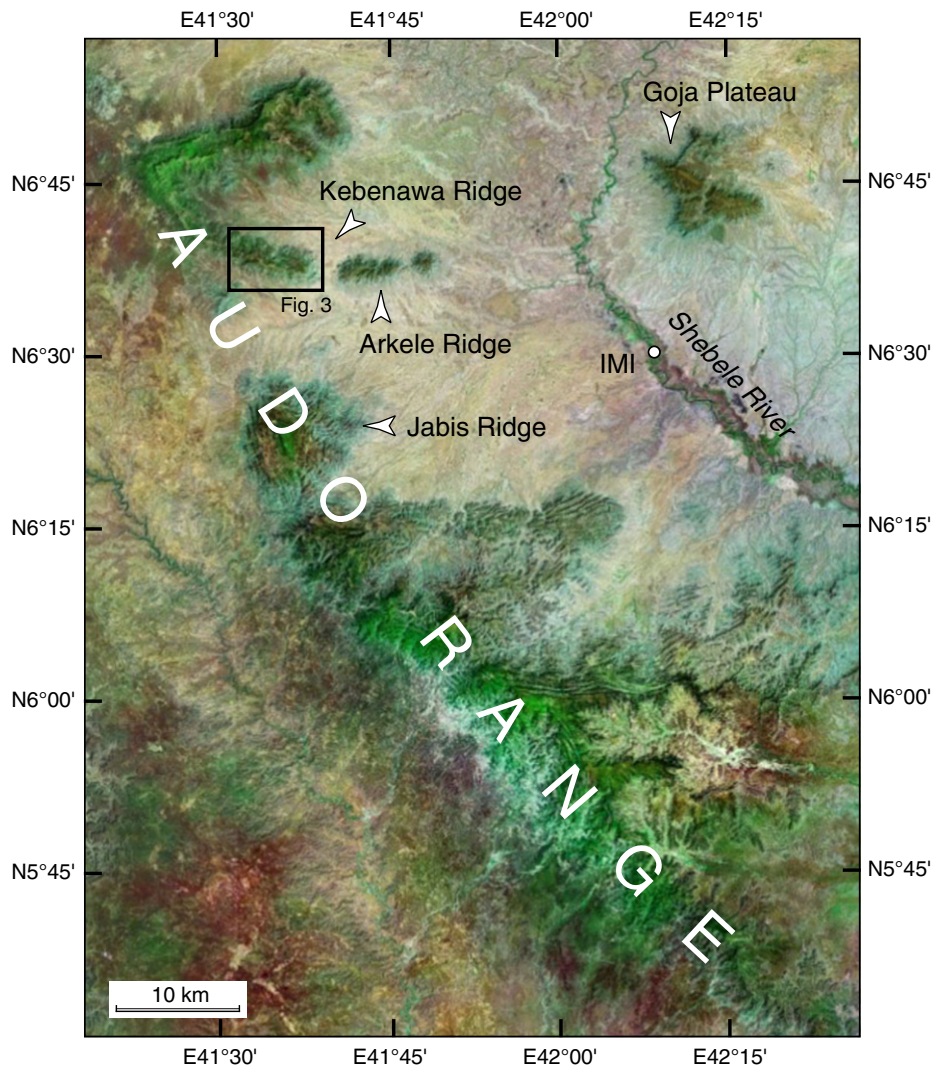 E41°30' E41°45' E42°00' E42°15'
Goja Plateau
N6°45' N6°45'
Kebenawa Ridge
Fig. 3
Arkele Ridge
Shebele River
N6°30' IMI N6°30'
Jabis Ridge
N6°15' N6°15'
AUDO RANGE
N6°00' N6°00'
N5°45' N5°45'
10 km
E41°30' E41°45' E42°00' E42°15'